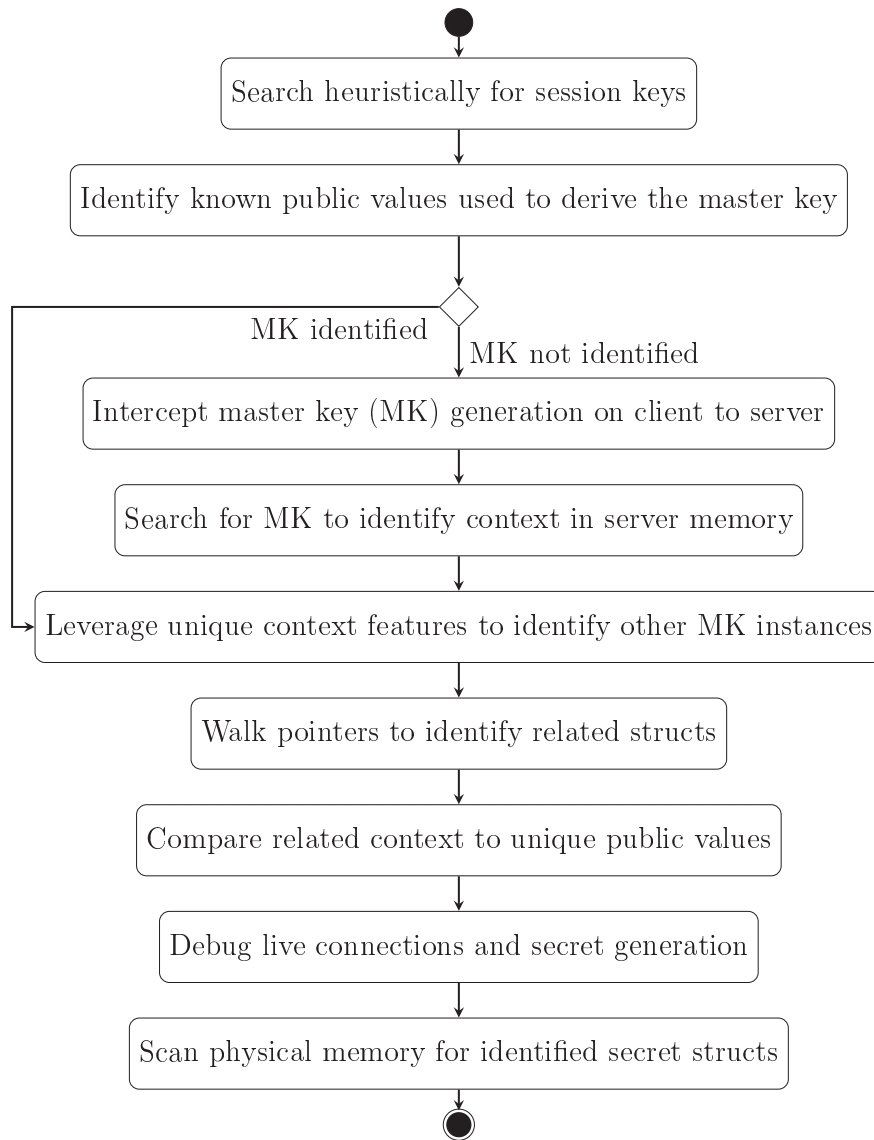 Search heuristically for session keys
Identify known public values used to derive the master key
MK identified
MK not identified
Intercept master key (MK) generation on client to server
Search for MK to identify context in server memory
Leverage unique context features to identify other MK instances
Walk pointers to identify related structs
Compare related context to unique public values
Debug live connections and secret generation
Scan physical memory for identified secret structs